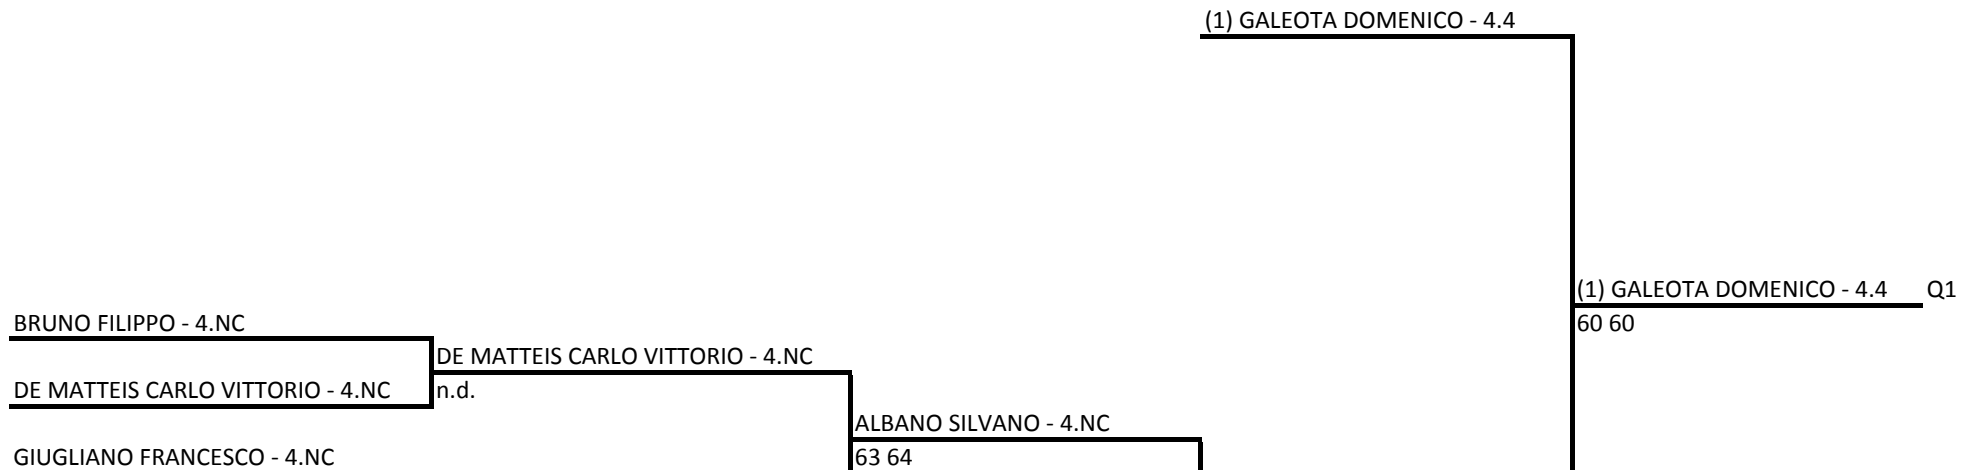 (1) GALEOTA DOMENICO - 4.4
(1) GALEOTA DOMENICO - 4.4 Q1
BRUNO FILIPPO - 4.NC
60 60
DE MATTEIS CARLO VITTORIO - 4.NC
DE MATTEIS CARLO VITTORIO - 4.NC
n.d.
ALBANO SILVANO - 4.NC
GIUGLIANO FRANCESCO - 4.NC
63 64